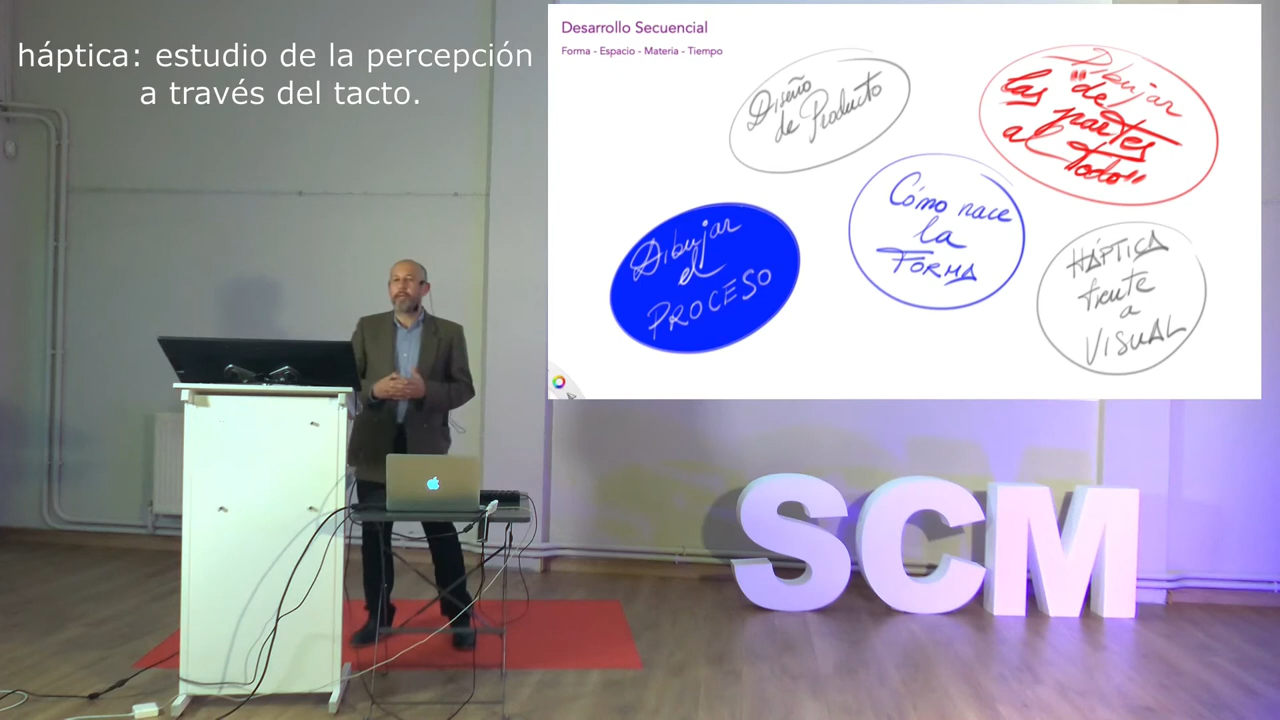 háptica: estudio de la percepción
a través del tacto.
Desarrollo Secuencial
Forma - Espacio - Materia - Tiempo
Diseño
de Producto
Dibujar
"de
las partes
al Todo"
Cómo nace
la
FORMA
Dibujar
el
PROCESO
HÁPTICA
frente
a
VISUAL
SCM